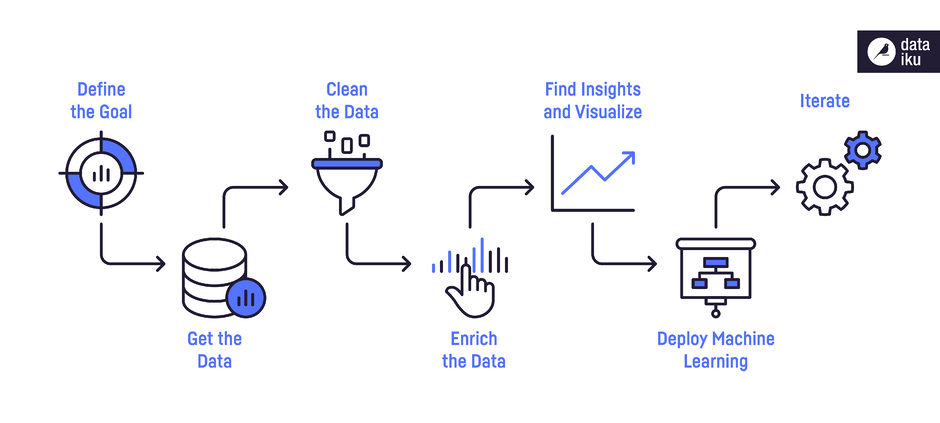 data
iku
Define
the Goal
Get the
Data
Clean
the Data
Enrich
the Data
Find Insights
and Visualize
Deploy Machine
Learning
Iterate